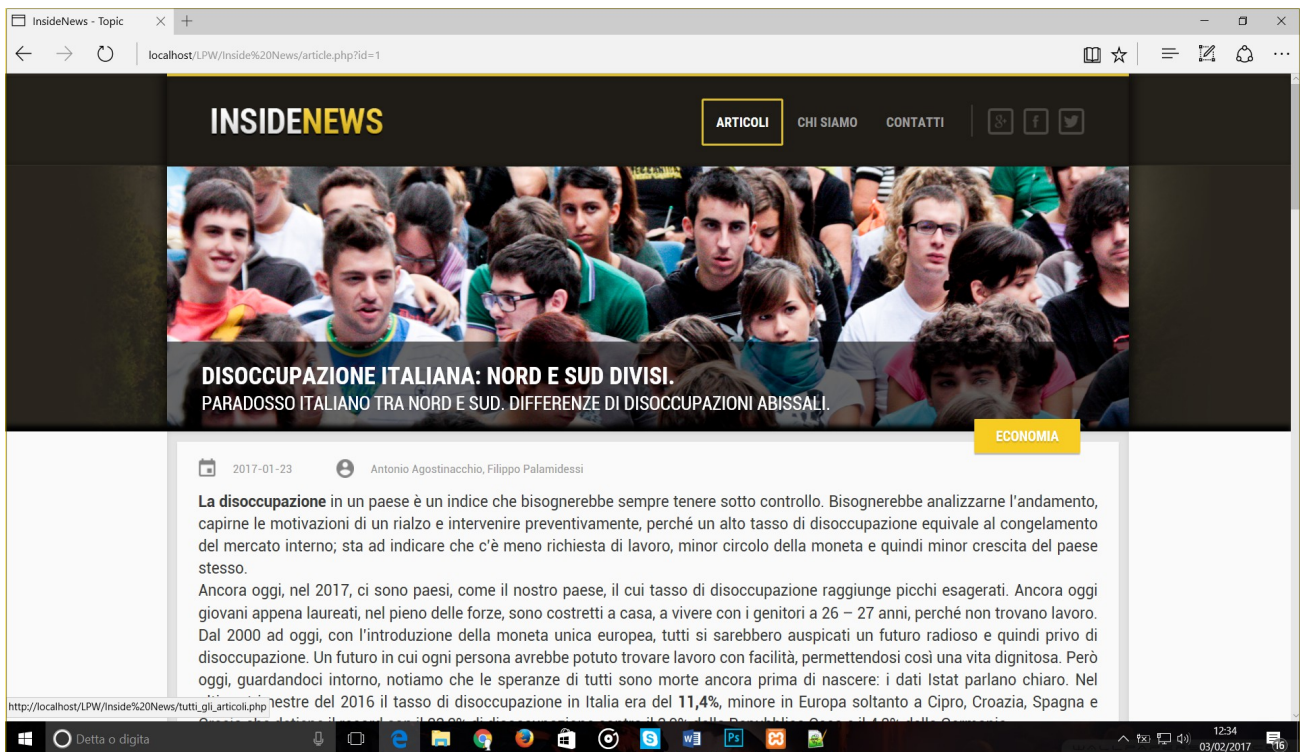 InsideNews - Topic
localhost/LPW/Inside%20News/article.php?id=1
INSIDENEWS
ARTICOLI CHI SIAMO CONTATTI
DISOCCUPAZIONE ITALIANA: NORD E SUD DIVISI.
PARADOSSO ITALIANO TRA NORD E SUD. DIFFERENZE DI DISOCCUPAZIONI ABISSALI.
ECONOMIA
2017-01-23 Antonio Agostinacchio, Filippo Palamidessi
La disoccupazione in un paese è un indice che bisognerebbe sempre tenere sotto controllo. Bisognerebbe analizzarne l'andamento,
capirne le motivazioni di un rialzo e intervenire preventivamente, perché un alto tasso di disoccupazione equivale al congelamento
del mercato interno; sta ad indicare che c'è meno richiesta di lavoro, minor circolo della moneta e quindi minor crescita del paese
stesso.
Ancora oggi, nel 2017, ci sono paesi, come il nostro paese, il cui tasso di disoccupazione raggiunge picchi esagerati. Ancora oggi
giovani appena laureati, nel pieno delle forze, sono costretti a casa, a vivere con i genitori a 26 – 27 anni, perché non trovano lavoro.
Dal 2000 ad oggi, con l'introduzione della moneta unica europea, tutti si sarebbero auspicati un futuro radioso e quindi privo di
disoccupazione. Un futuro in cui ogni persona avrebbe potuto trovare lavoro con facilità, permettendosi così una vita dignitosa. Però
oggi, guardandoci intorno, notiamo che le speranze di tutti sono morte ancora prima di nascere: i dati Istat parlano chiaro. Nel
del 2016 il tasso di disoccupazione in Italia era del 11,4%, minore in Europa soltanto a Cipro, Croazia, Spagna e
http://localhost/LPW/Inside%20News/tutti_gli_articoli.php
Detta o digita
12:34
03/02/2017
16